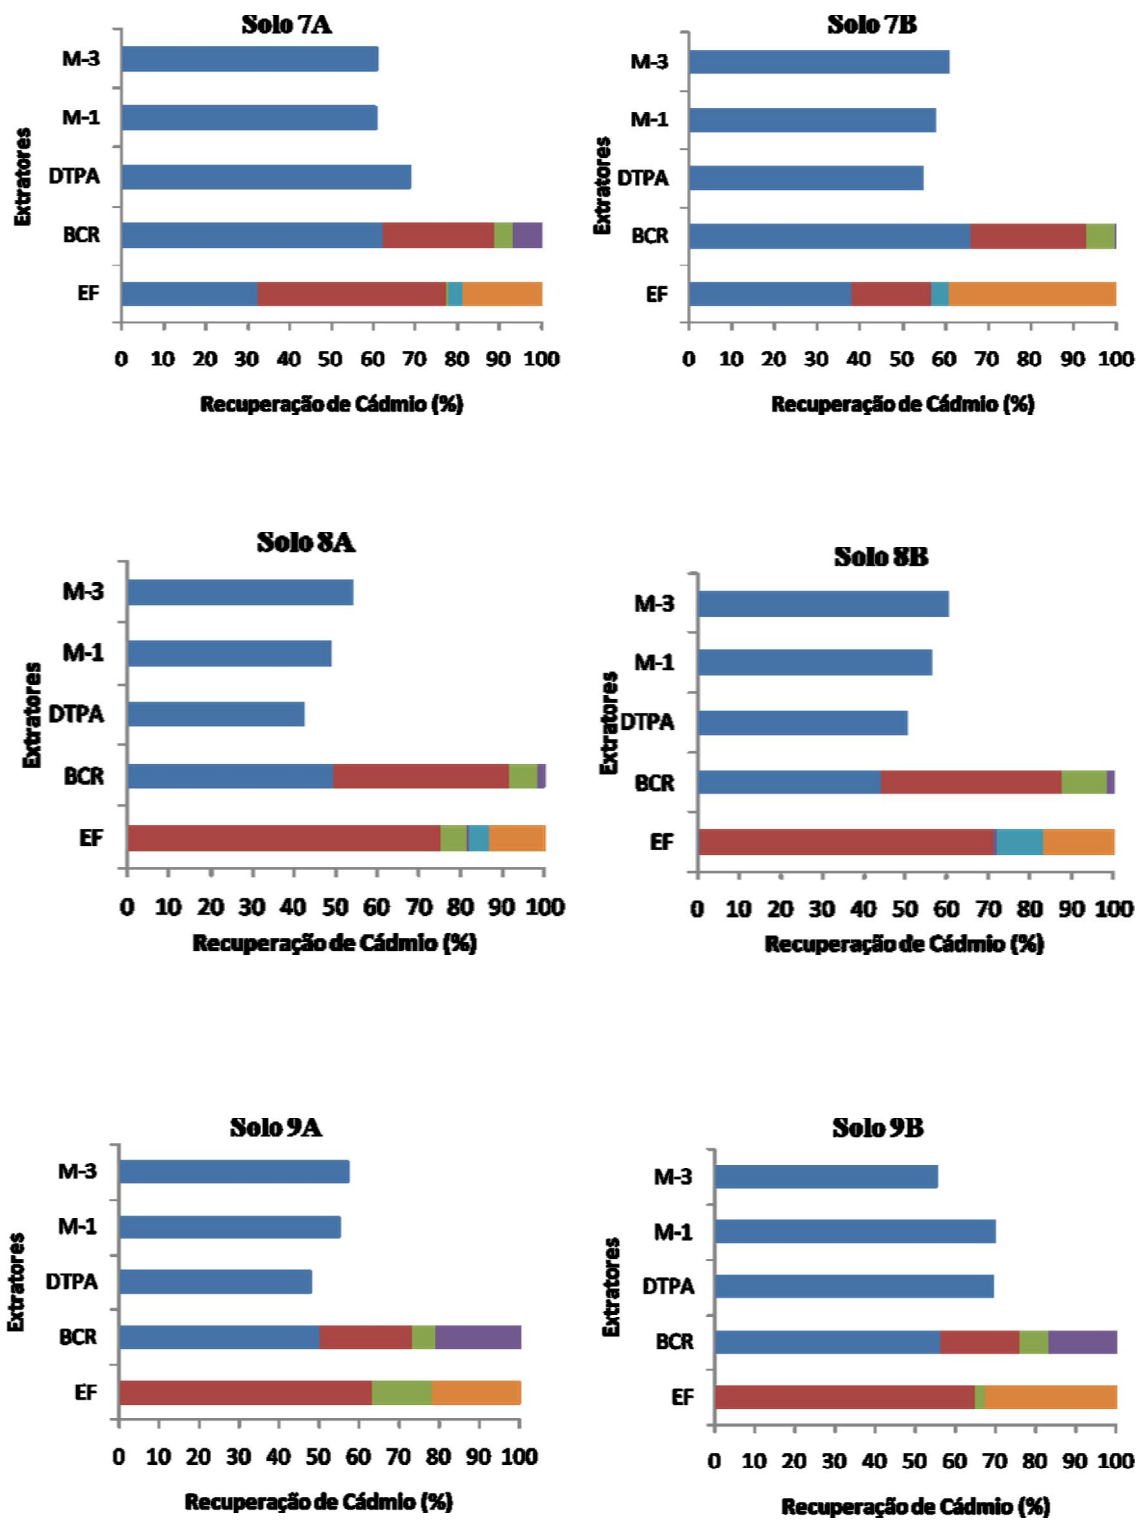 Solo 7A
Extratores
M-3
M-1
DTPA
BCR
EF
0 10 20 30 40 50 60 70 80 90 100
Recuperação de Cádmio (%)
Solo 7B
Extratores
M-3
M-1
DTPA
BCR
EF
0 10 20 30 40 50 60 70 80 90 100
Recuperação de Cádmio (%)
Solo 8A
Extratores
M-3
M-1
DTPA
BCR
EF
0 10 20 30 40 50 60 70 80 90 100
Recuperação de Cádmio (%)
Solo 8B
Extratores
M-3
M-1
DTPA
BCR
EF
0 10 20 30 40 50 60 70 80 90 100
Recuperação de Cádmio (%)
Solo 9A
Extratores
M-3
M-1
DTPA
BCR
EF
0 10 20 30 40 50 60 70 80 90 100
Recuperação de Cádmio (%)
Solo 9B
Extratores
M-3
M-1
DTPA
BCR
EF
0 10 20 30 40 50 60 70 80 90 100
Recuperação de Cádmio (%)